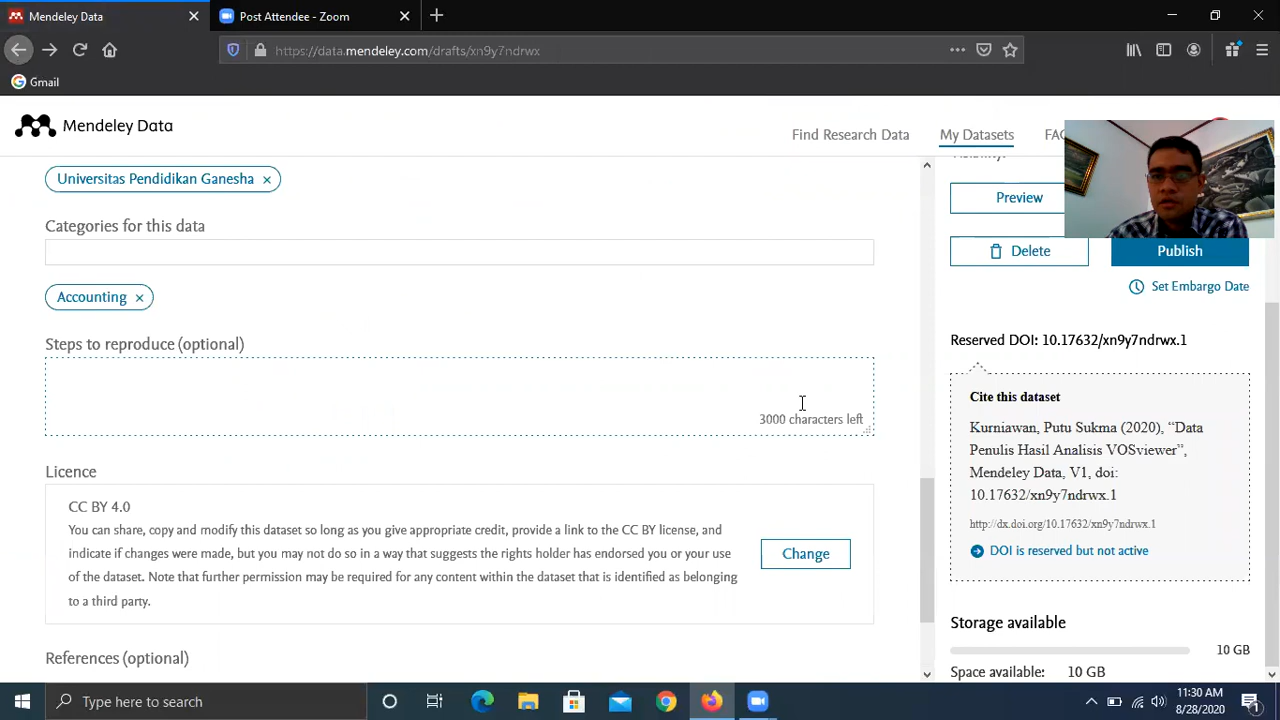 Mendeley Data
Post Attendee - Zoom
https://data.mendeley.com/drafts/xn9y7ndrwx
Gmail
Mendeley Data
Find Research Data
My Datasets
FAQ
Universitas Pendidikan Ganesha
Categories for this data
Accounting
Steps to reproduce (optional)
3000 characters left
Licence
CC BY 4.0
You can share, copy and modify this dataset so long as you give appropriate credit, provide a link to the CC BY license, and
indicate if changes were made, but you may not do so in a way that suggests the rights holder has endorsed you or your use
of the dataset. Note that further permission may be required for any content within the dataset that is identified as belonging
to a third party.
Change
References (optional)
Preview
Delete
Publish
Set Embargo Date
Reserved DOI: 10.17632/xn9y7ndrwx.1
Cite this dataset
Kurniawan, Putu Sukma (2020), “Data
Penulis Hasil Analisis VOSviewer”,
Mendeley Data, V1, doi:
10.17632/xn9y7ndrwx.1
http://dx.doi.org/10.17632/xn9y7ndrwx.1
DOI is reserved but not active
Storage available
10 GB
Space available: 10 GB
Type here to search
11:30 AM
8/28/2020